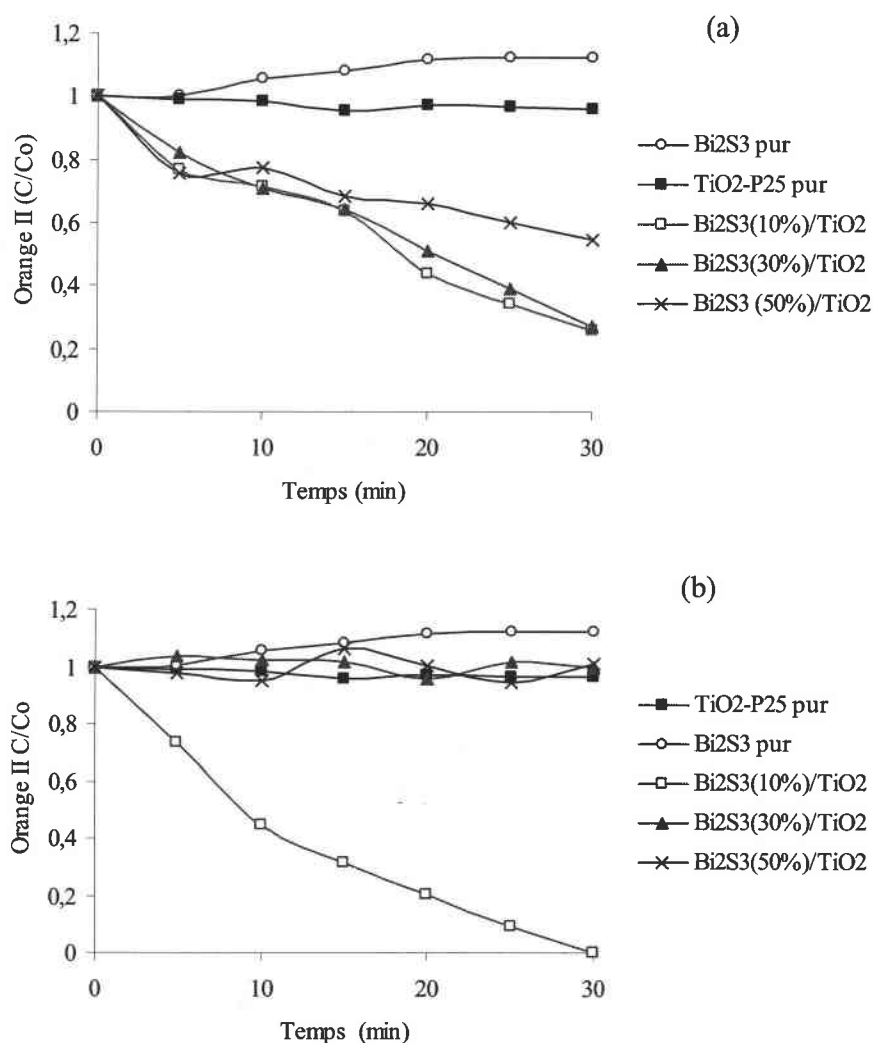 (a)
1,2
1
0,8
0,6
0,4
0,2
0
Orange II (C/Co)
0 10 20 30
Temps (min)
Bi2S3 pur
TiO2-P25 pur
Bi2S3(10%)/TiO2
Bi2S3(30%)/TiO2
Bi2S3 (50%)/TiO2
(b)
1,2
1
0,8
0,6
0,4
0,2
0
Orange II C/Co
0 10 20 30
Temps (min)
TiO2-P25 pur
Bi2S3 pur
Bi2S3(10%)/TiO2
Bi2S3(30%)/TiO2
Bi2S3(50%)/TiO2